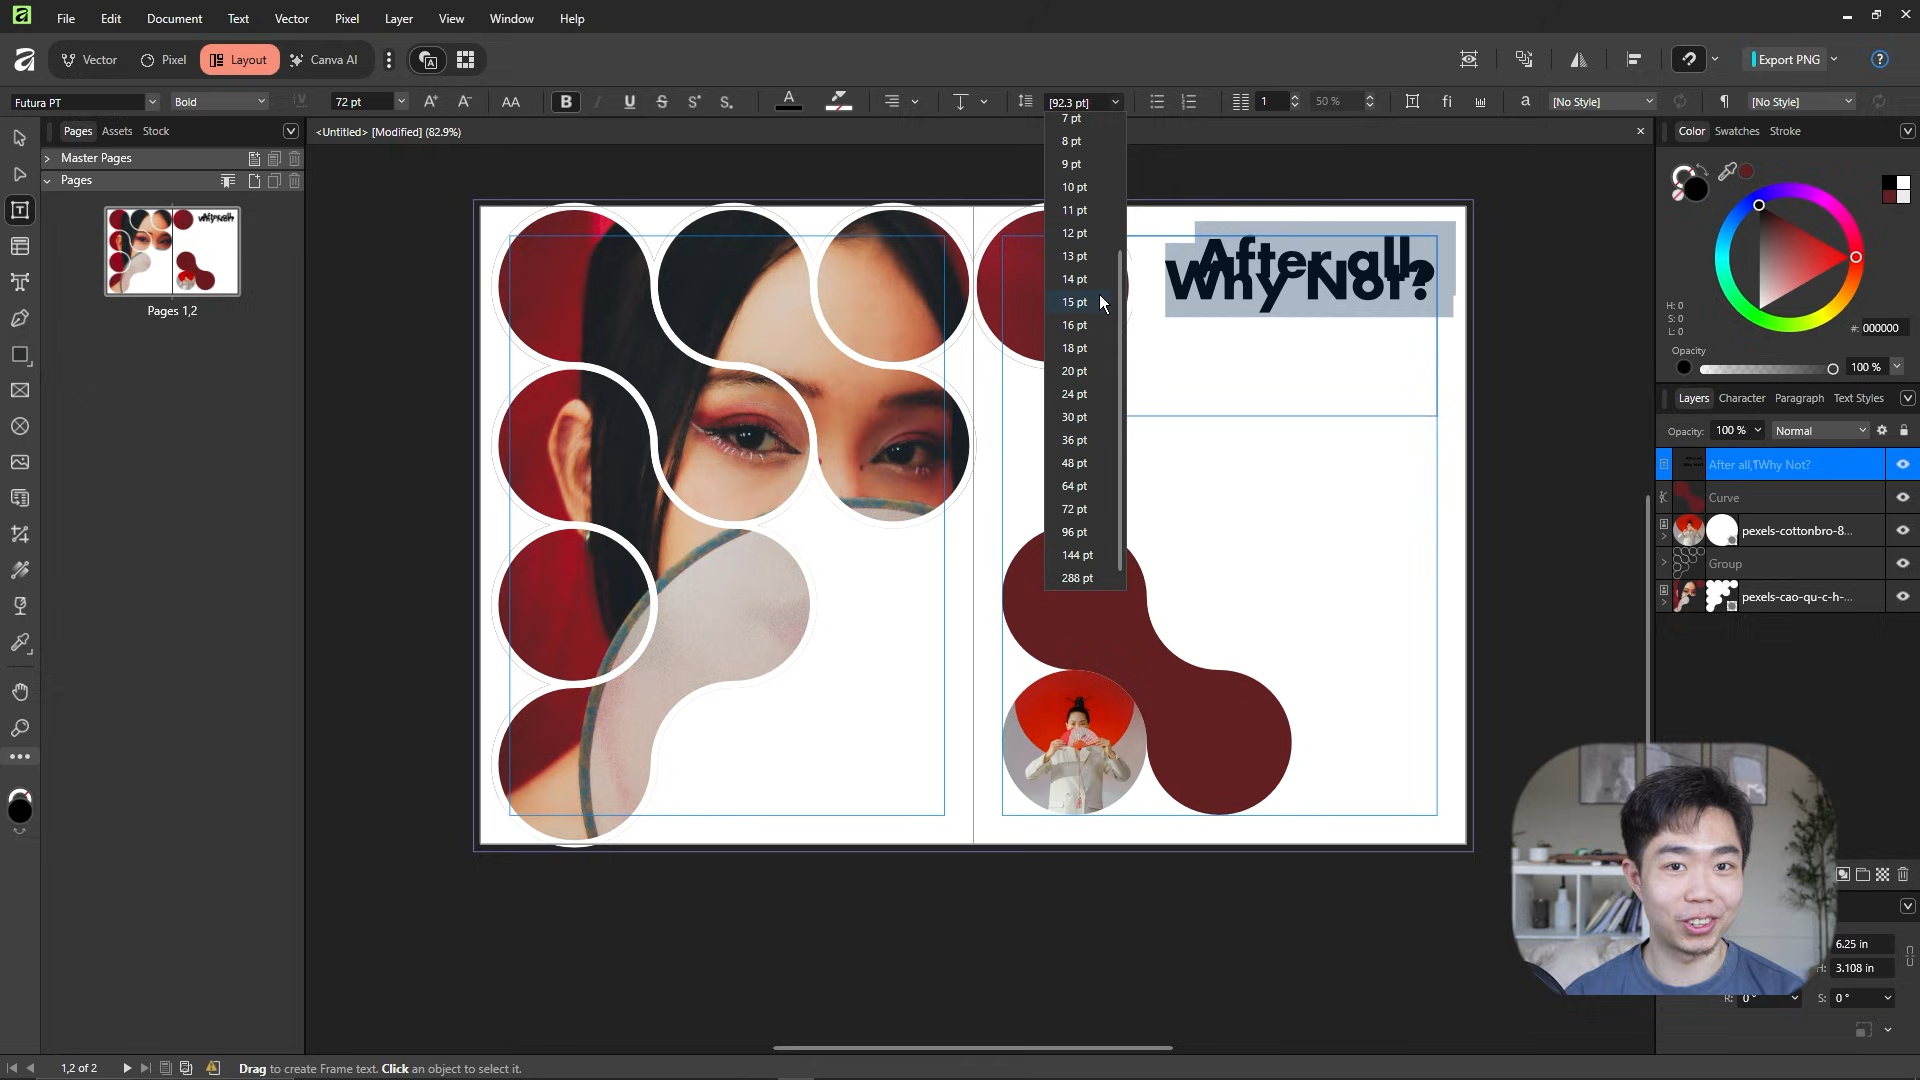 File Edit Document Text Vector Pixel Layer View Window Help
Vector Pixel Layout Canva AI Export PNG
Futura PT Bold 72 pt AA B U S S S A [92.3 pt] 1 50 % fi a [No Style] ¶ [No Style]
Pages Assets Stock
<Untitled> [Modified] (82.9%)
Color Swatches Stroke
Master Pages
Pages
After all,
Why Not?
Pages 1,2
After all,
Why Not?
7 pt
8 pt
9 pt
10 pt
11 pt
12 pt
13 pt
14 pt
15 pt
16 pt
18 pt
20 pt
24 pt
30 pt
36 pt
48 pt
64 pt
72 pt
96 pt
144 pt
288 pt
H: 0
S: 0
L: 0
#: 000000
Opacity
100 %
Layers Character Paragraph Text Styles
Opacity: 100 % Normal
After all,¶Why Not?
Curve
pexels-cottonbro-8...
Group
pexels-cao-qu-c-h-...
6.25 in
H: 3.108 in
R: 0° S: 0°
1,2 of 2 Drag to create Frame text. Click an object to select it.